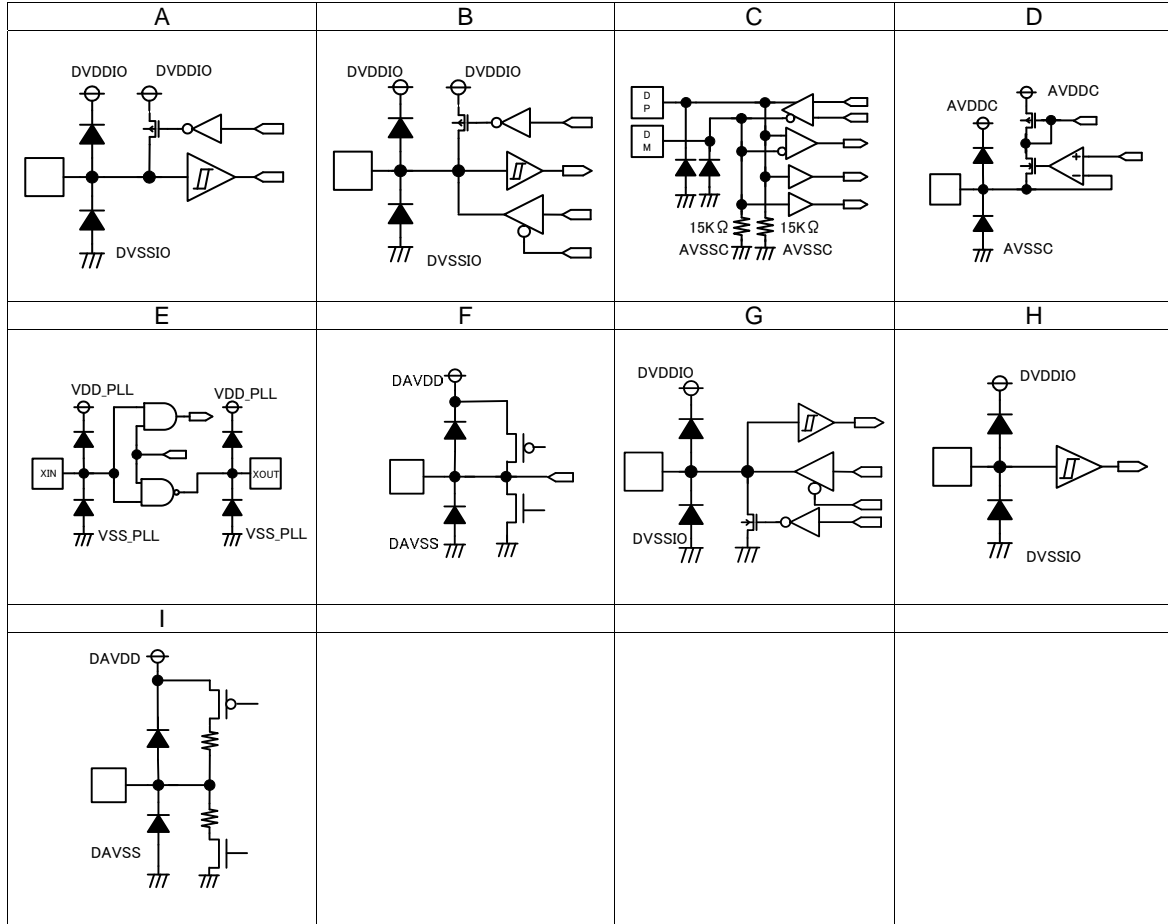 A B C D
DVDDIO DVDDIO
DVSSIO
DVDDIO DVDDIO
DVSSIO
D
P
D
M
15KΩ 15KΩ
AVSSC AVSSC
AVDDC AVDDC
+
−
AVSSC
E F G H
VDD_PLL VDD_PLL
XIN XOUT
VSS_PLL VSS_PLL
DAVDD
DAVSS
DVDDIO
DVSSIO
DVDDIO
DVSSIO
I
DAVDD
DAVSS